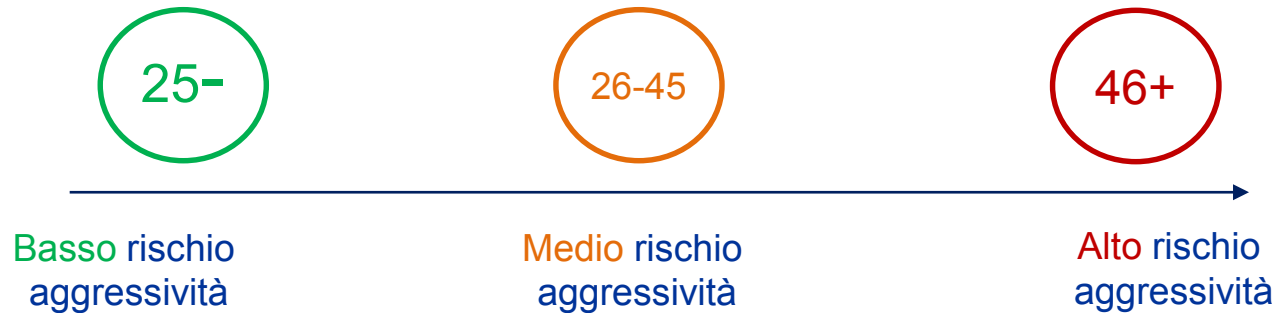 25-
26-45
46+
Basso rischio
aggressività
Medio rischio
aggressività
Alto rischio
aggressività